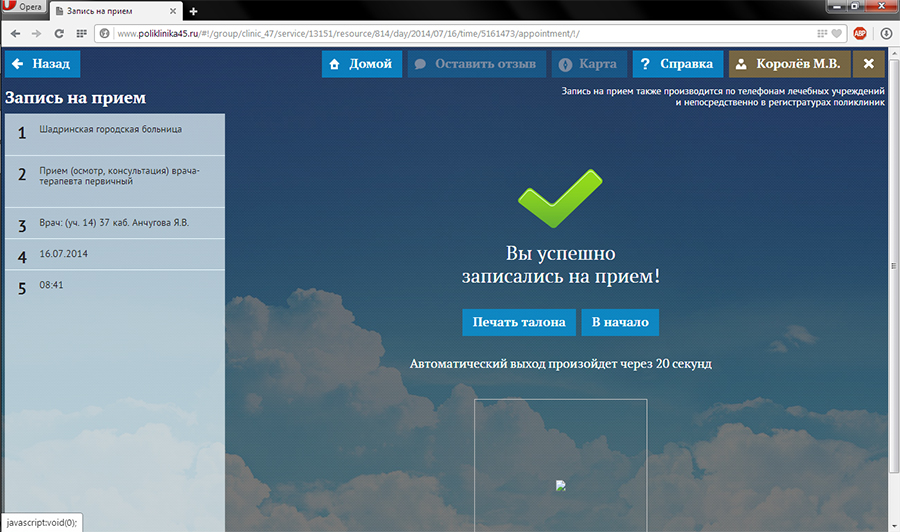 Opera
Запись на прием
www.poliklinika45.ru/#!/group/clinic_47/service/13151/resource/814/day/2014/07/16/time/5161473/appointment/!/
ABP
Назад
Домой
Оставить отзыв
Карта
Справка
Королёв М.В.
Запись на прием
Запись на прием также производится по телефонам лечебных учреждений
и непосредственно в регистратурах поликлиник
1 Шадринская городская больница
2 Прием (осмотр, консультация) врача-
терапевта первичный
3 Врач: (уч. 14) 37 каб. Анчугова Я.В.
4 16.07.2014
5 08:41
Вы успешно
записались на прием!
Печать талона
В начало
Автоматический выход произойдет через 20 секунд
javascript:void(0);